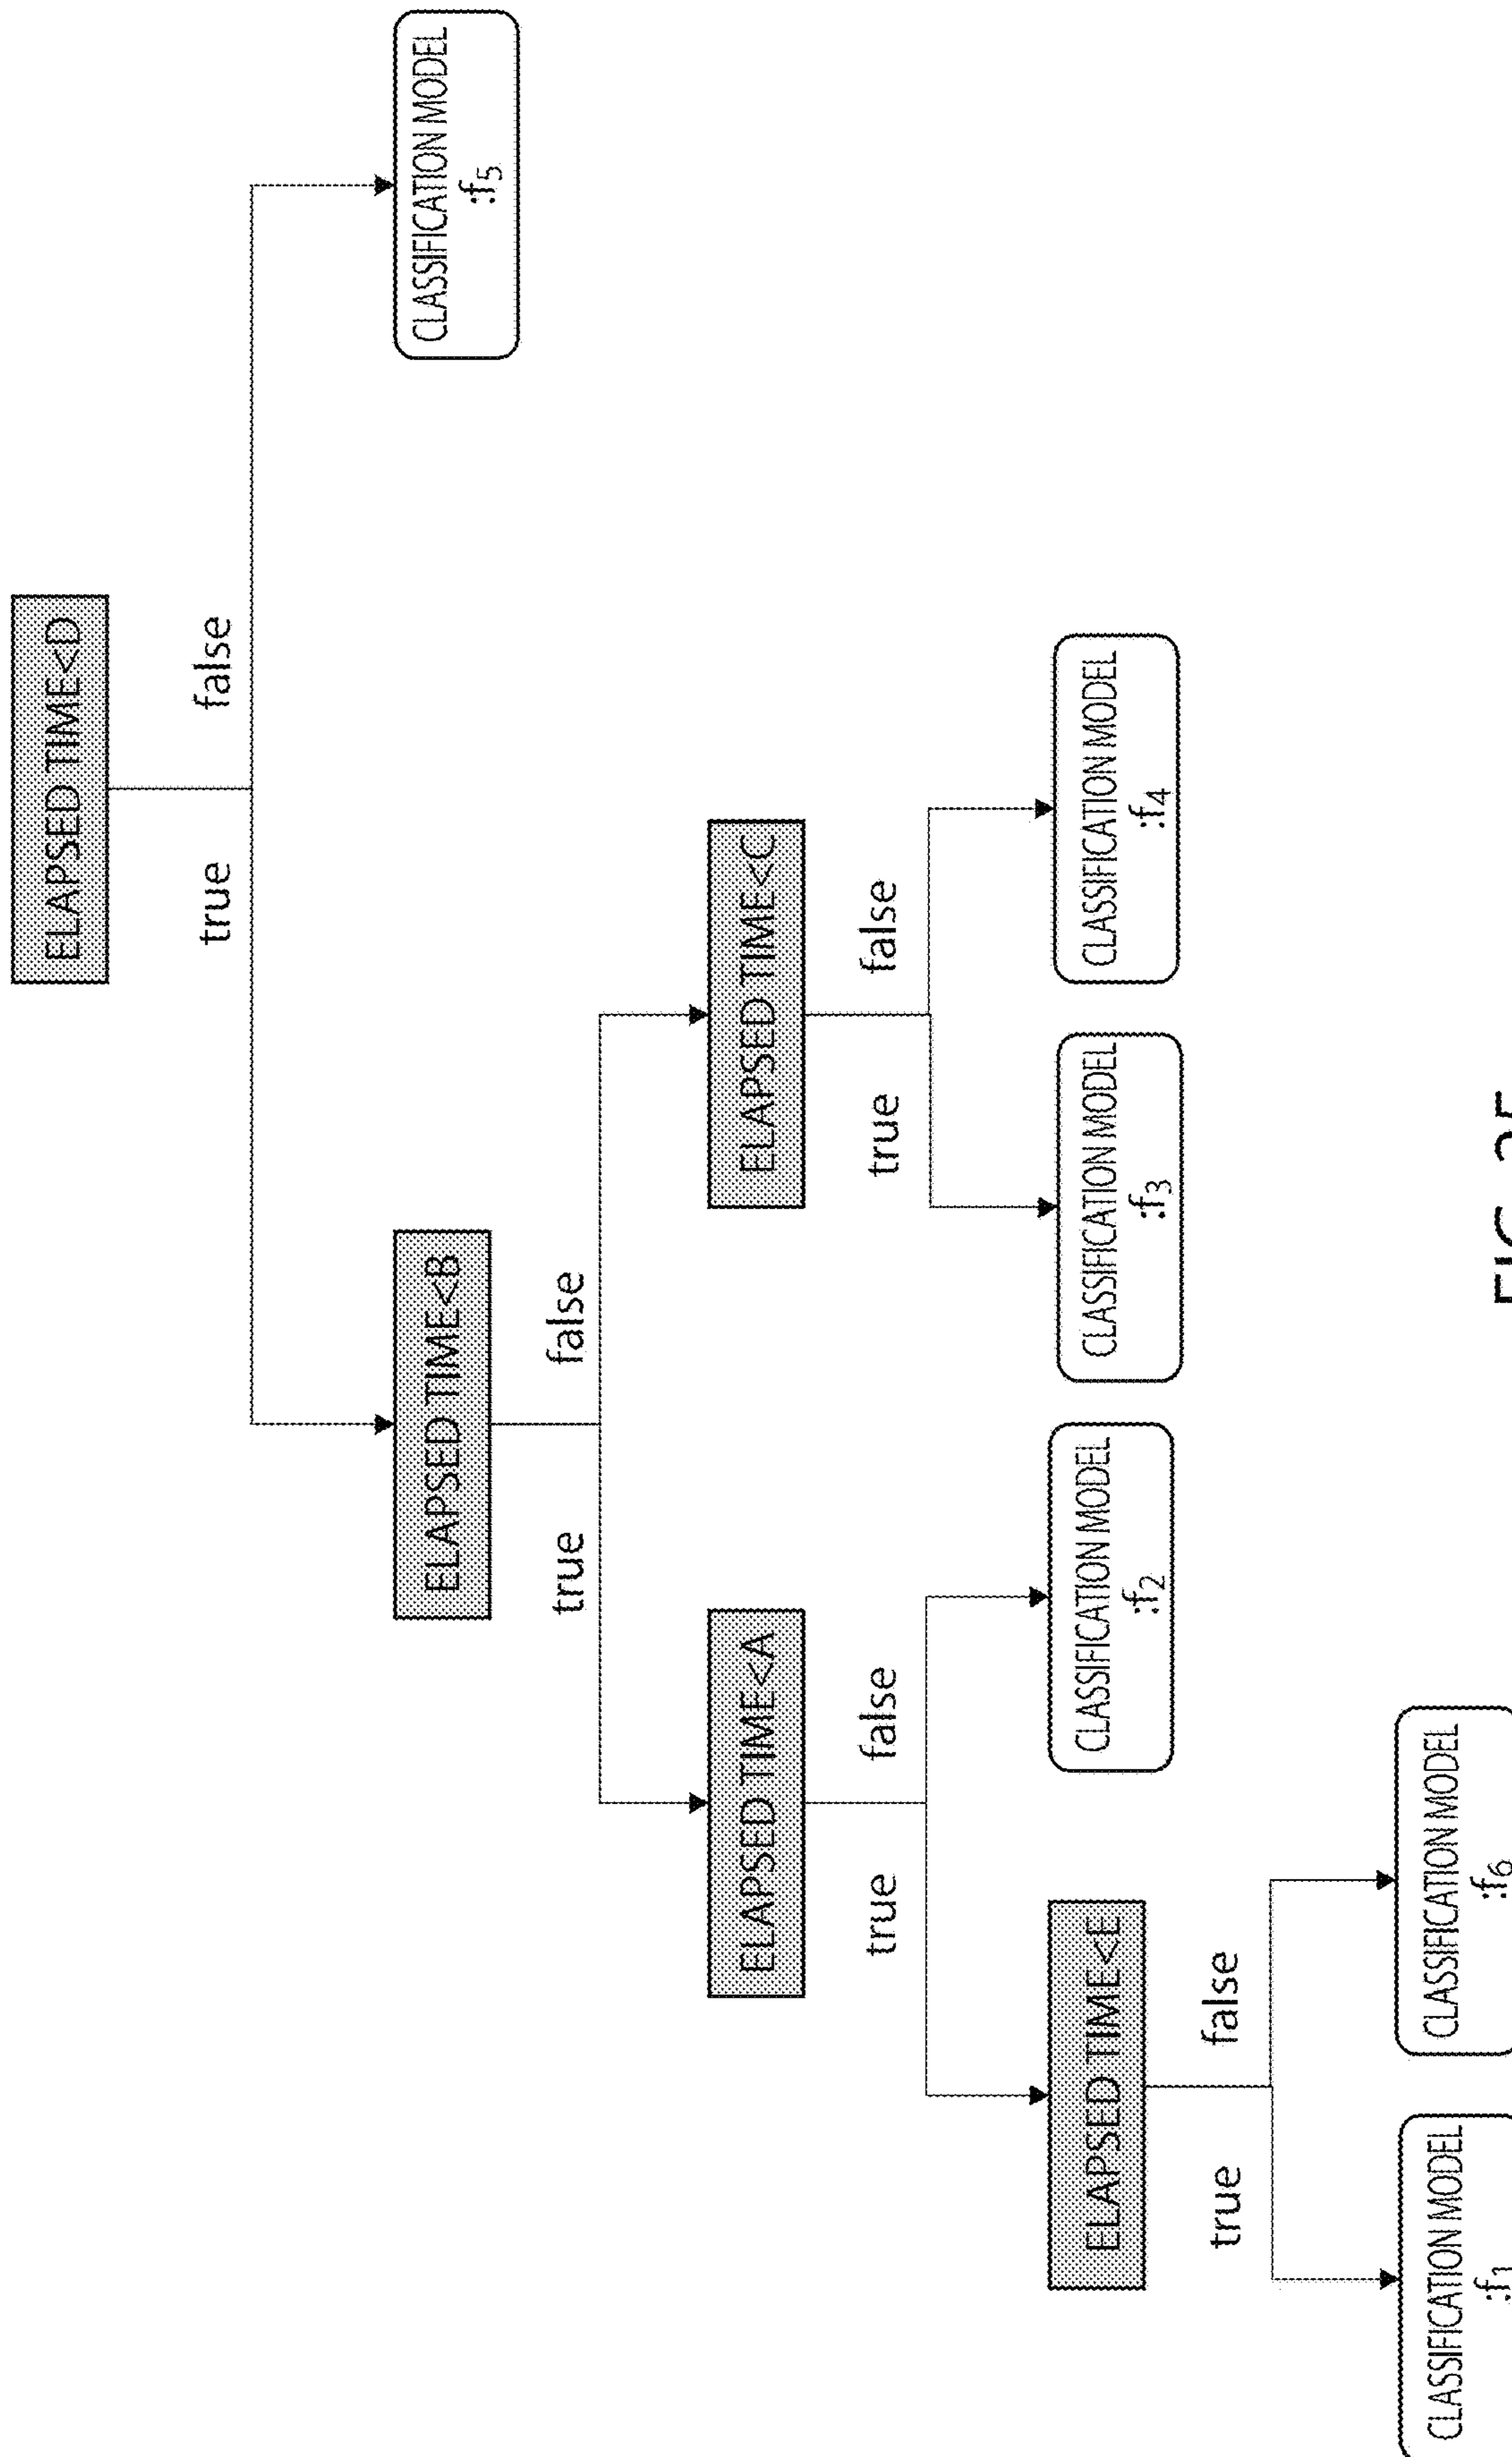 ELAPSED TIME<D
true
false
ELAPSED TIME<B
CLASSIFICATION MODEL
:f₅
true
false
ELAPSED TIME<A
ELAPSED TIME<C
true
false
true
false
ELAPSED TIME<E
CLASSIFICATION MODEL
:f₂
CLASSIFICATION MODEL
:f₃
CLASSIFICATION MODEL
:f₄
true
false
CLASSIFICATION MODEL
:f₁
CLASSIFICATION MODEL
:f₆